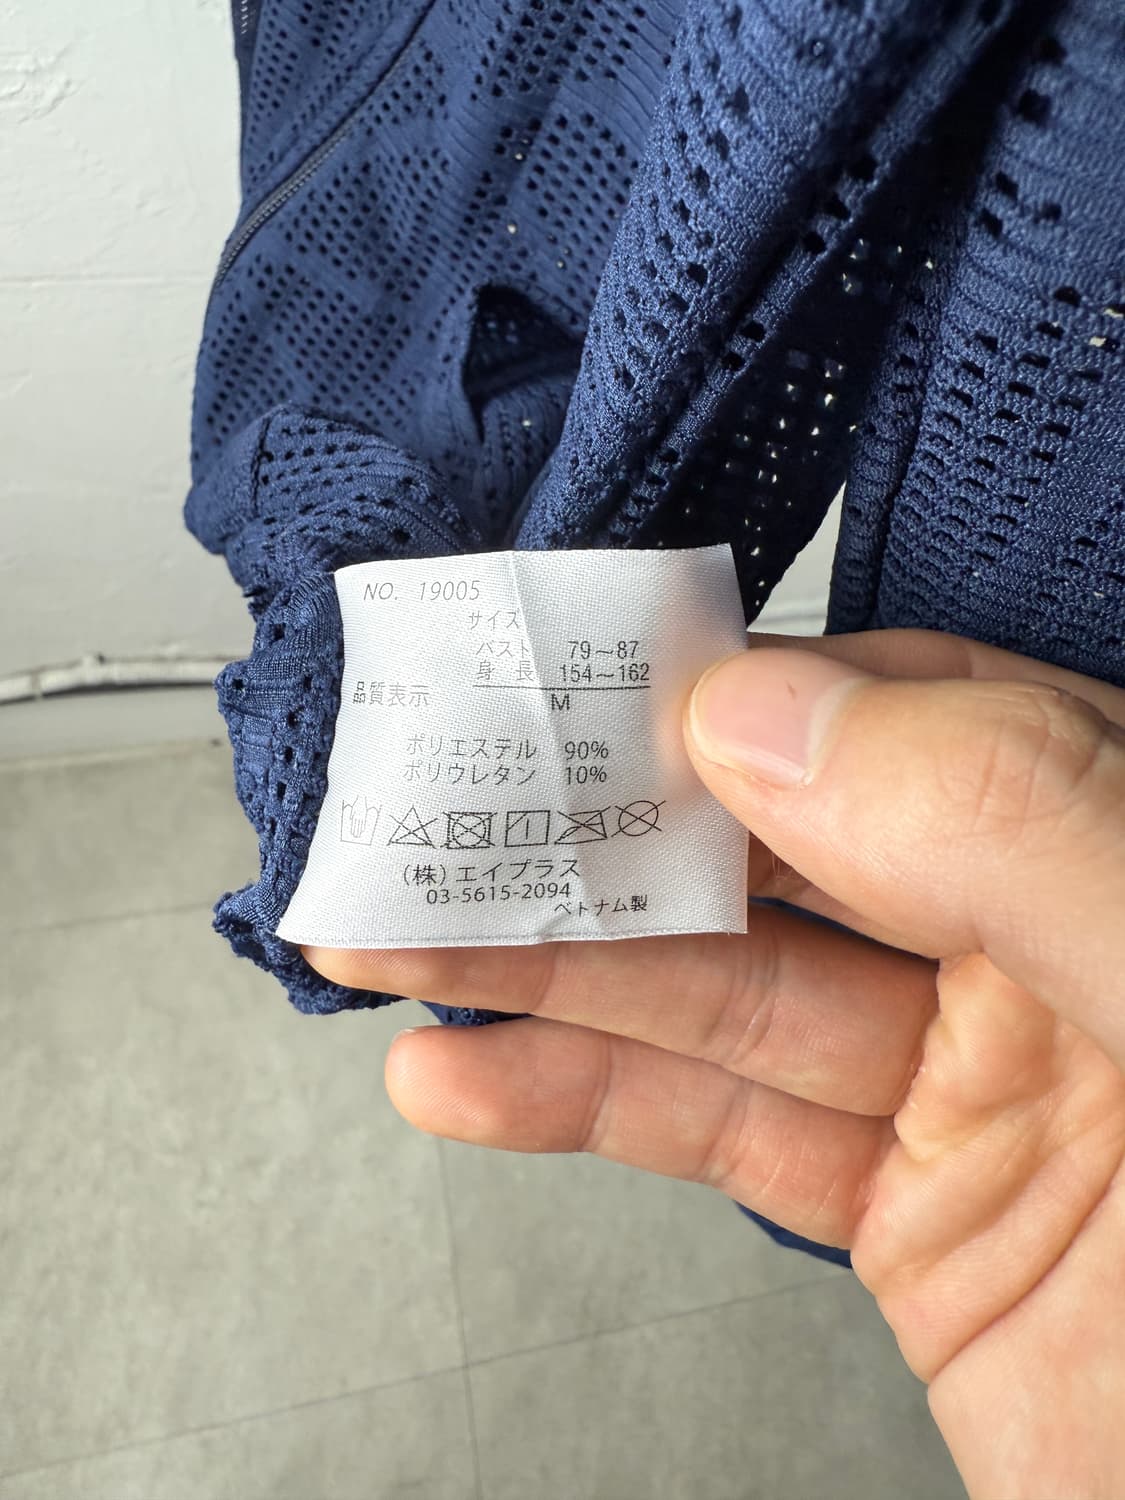 NO. 19005
サイズ
バスト 79～87
身 長 154～162
品質表示 M
ポリエステル 90%
ポリウレタン 10%
(株)エイプラス
03-5615-2094
ベトナム製